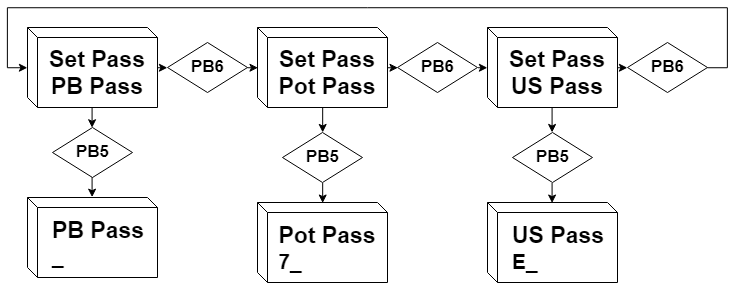 Set Pass
PB Pass
PB6
Set Pass
Pot Pass
PB6
Set Pass
US Pass
PB6
PB5
PB5
PB5
PB Pass
_
Pot Pass
7_
US Pass
E_